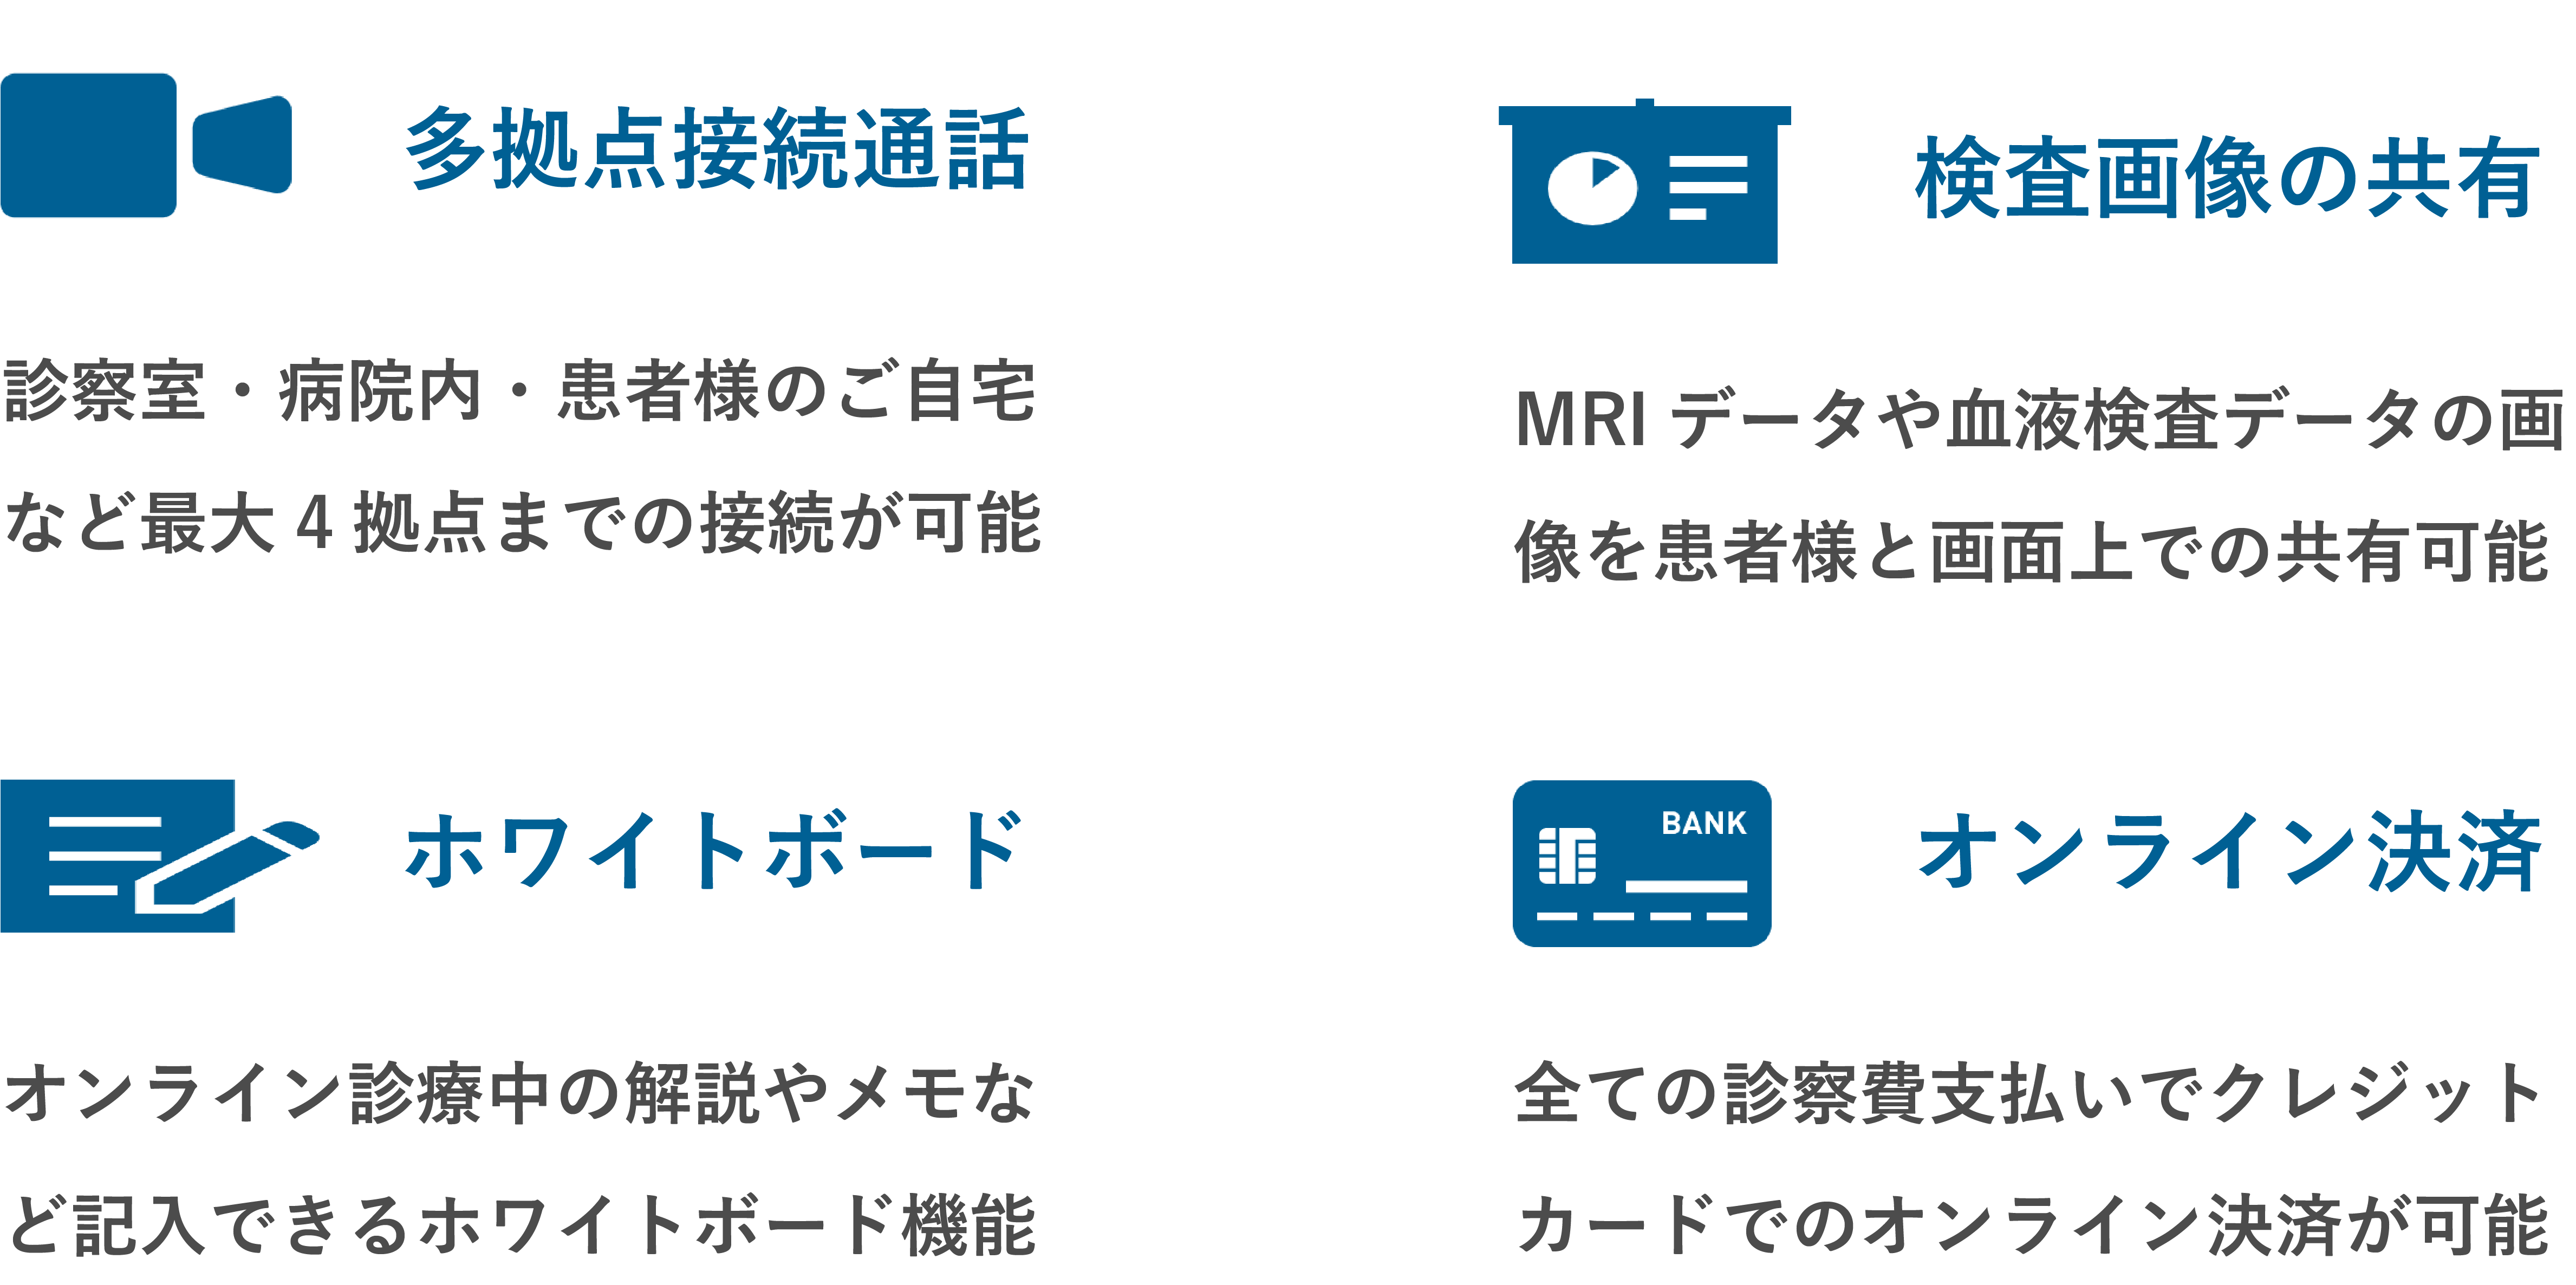 多拠点接続通話
診察室・病院内・患者様のご自宅
など最大4拠点までの接続が可能
検査画像の共有
MRIデータや血液検査データの画
像を患者様と画面上での共有可能
ホワイトボード
オンライン診療中の解説やメモな
ど記入できるホワイトボード機能
BANK
オンライン決済
全ての診察費支払いでクレジット
カードでのオンライン決済が可能